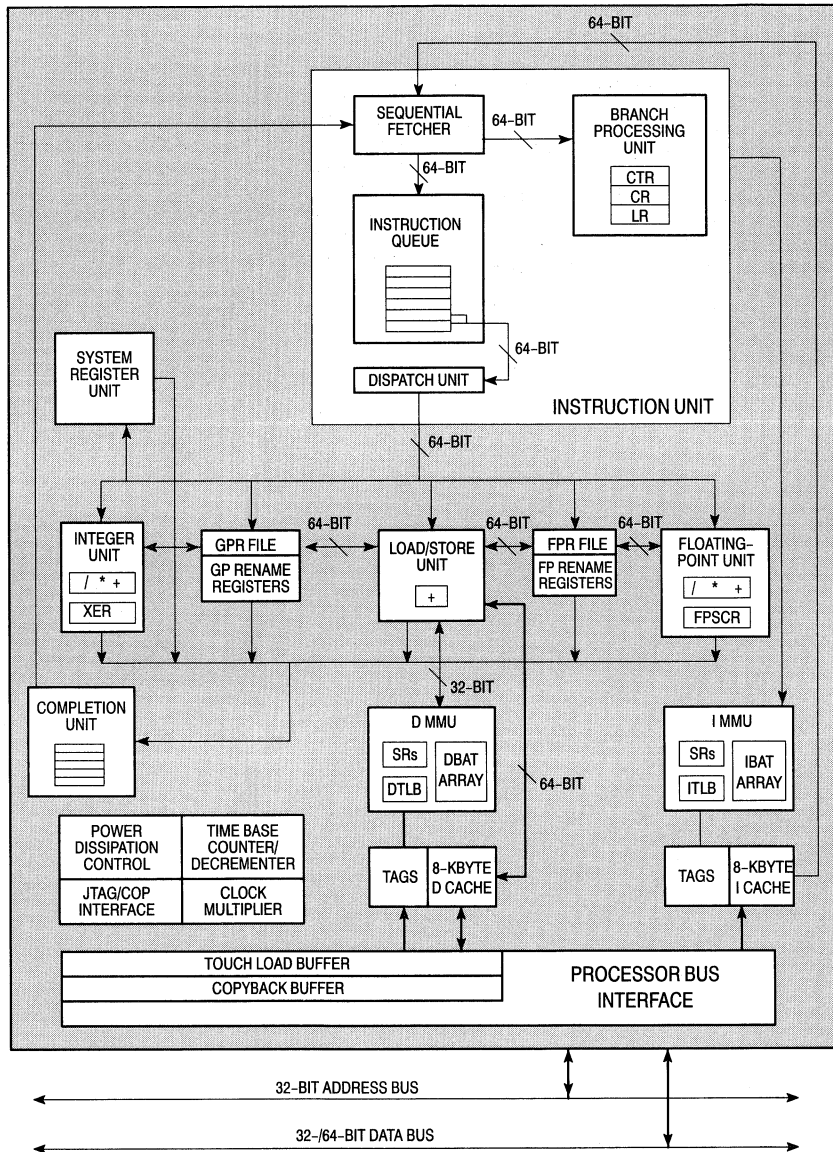 64-BIT
64-BIT
SEQUENTIAL
FETCHER
64-BIT
BRANCH
PROCESSING
UNIT
CTR
CR
LR
64-BIT
INSTRUCTION
QUEUE
64-BIT
DISPATCH UNIT
INSTRUCTION UNIT
SYSTEM
REGISTER
UNIT
64-BIT
INTEGER
UNIT
/ * +
XER
64-BIT
GPR FILE
GP RENAME
REGISTERS
64-BIT
LOAD/STORE
UNIT
+
64-BIT
FPR FILE
FP RENAME
REGISTERS
64-BIT
FLOATING-
POINT UNIT
/ * +
FPSCR
32-BIT
COMPLETION
UNIT
D MMU
SRs
DTLB
DBAT
ARRAY
64-BIT
I MMU
SRs
ITLB
IBAT
ARRAY
POWER
DISSIPATION
CONTROL
TIME BASE
COUNTER/
DECREMENTER
JTAG/COP
INTERFACE
CLOCK
MULTIPLIER
TAGS
8-KBYTE
D CACHE
TAGS
8-KBYTE
I CACHE
TOUCH LOAD BUFFER
COPYBACK BUFFER
PROCESSOR BUS
INTERFACE
32-BIT ADDRESS BUS
32-/64-BIT DATA BUS